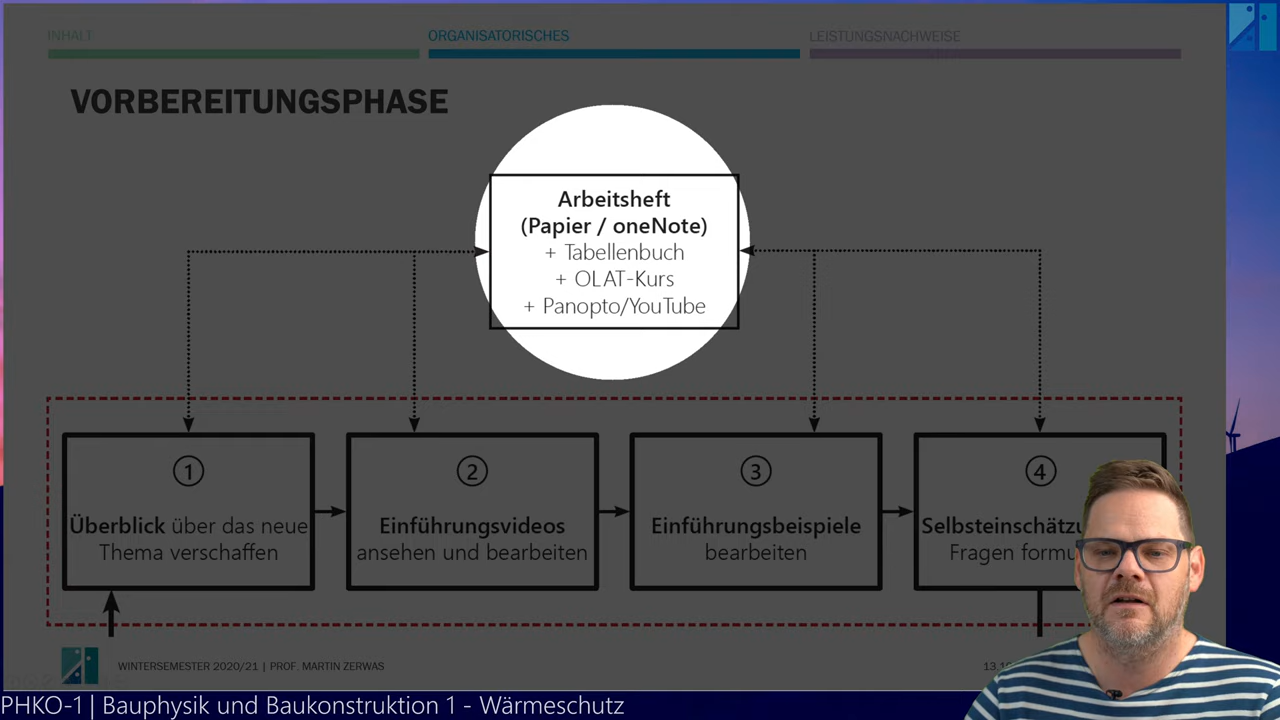 INHALT
ORGANISATORISCHES
LEISTUNGSNACHWEISE
VORBEREITUNGSPHASE
Arbeitsheft
(Papier / oneNote)
+ Tabellenbuch
+ OLAT-Kurs
+ Panopto/YouTube
1
Überblick über das neue
Thema verschaffen
2
Einführungsvideos
ansehen und bearbeiten
3
Einführungsbeispiele
bearbeiten
4
Fragen
WINTERSEMESTER 2020/21 | PROF. MARTIN ZERWAS
PHKO-1| Bauphysik und Baukonstruktion 1 - Wärmeschutz